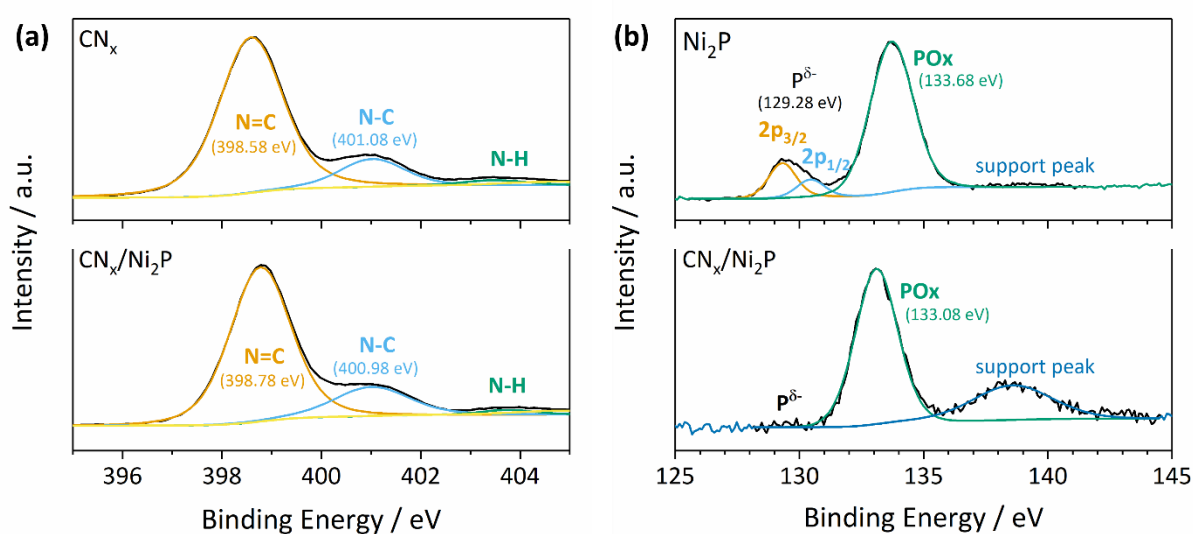 (a)
CNₓ
N=C
(398.58 eV)
N-C
(401.08 eV)
N-H
CNₓ/Ni₂P
N=C
(398.78 eV)
N-C
(400.98 eV)
N-H
Intensity / a.u.
Intensity / a.u.
396 398 400 402 404
Binding Energy / eV
(b)
Ni₂P
Pᵟ⁻
(129.28 eV)
2p₃/₂
2p₁/₂
POx
(133.68 eV)
support peak
CNₓ/Ni₂P
Pᵟ⁻
POx
(133.08 eV)
support peak
Intensity / a.u.
Intensity / a.u.
125 130 135 140 145
Binding Energy / eV